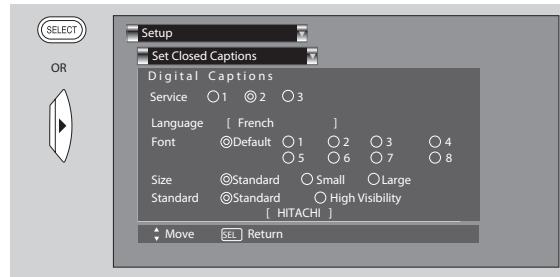 SELECT
OR
Setup
Set Closed Captions
Digital Captions
Service 1 2 3
Language [ French ]
Font Default 1 2 3 4
5 6 7 8
Size Standard Small Large
Standard Standard High Visibility
[ HITACHI ]
Move SEL Return